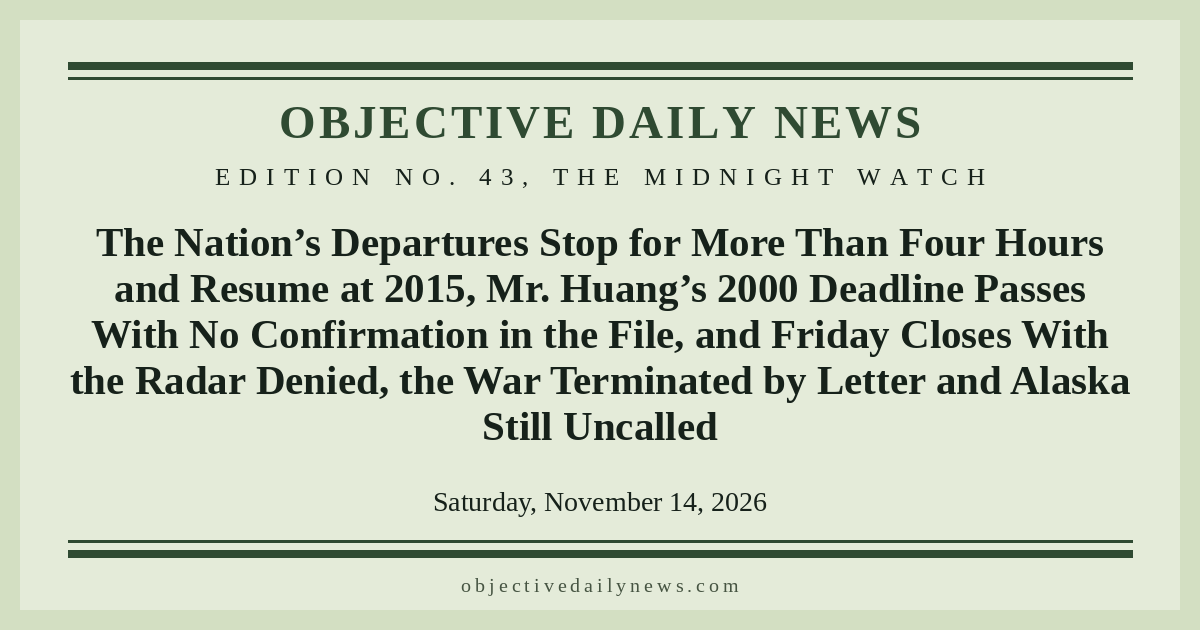 OBJECTIVE DAILY NEWS
EDITION NO. 43, THE MIDNIGHT WATCH
The Nation’s Departures Stop for More Than Four Hours
and Resume at 2015, Mr. Huang’s 2000 Deadline Passes
With No Confirmation in the File, and Friday Closes With
the Radar Denied, the War Terminated by Letter and Alaska
Still Uncalled
Saturday, November 14, 2026
objectivedailynews.com